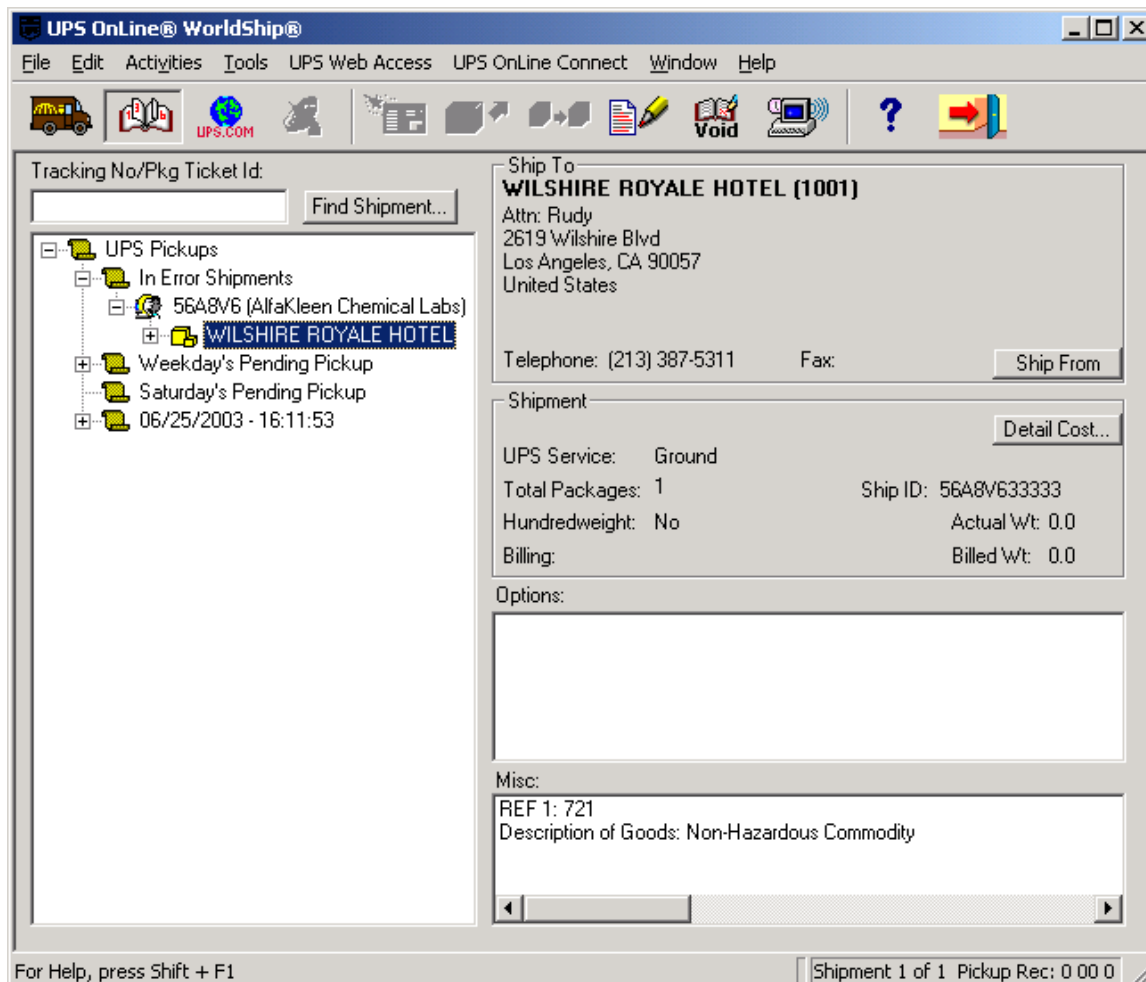 UPS OnLine® WorldShip®
File Edit Activities Tools UPS Web Access UPS OnLine Connect Window Help
UPS.COM
Void
?
Tracking No/Pkg Ticket Id:
Find Shipment...
UPS Pickups
In Error Shipments
56A8V6 (AlfaKleen Chemical Labs)
WILSHIRE ROYALE HOTEL
Weekday's Pending Pickup
Saturday's Pending Pickup
06/25/2003 - 16:11:53
Ship To
WILSHIRE ROYALE HOTEL (1001)
Attn: Rudy
2619 Wilshire Blvd
Los Angeles, CA 90057
United States
Telephone: (213) 387-5311 Fax: Ship From
Shipment
Detail Cost...
UPS Service: Ground
Total Packages: 1 Ship ID: 56A8V633333
Hundredweight: No Actual Wt: 0.0
Billing: Billed Wt: 0.0
Options:
Misc:
REF 1: 721
Description of Goods: Non-Hazardous Commodity
For Help, press Shift + F1
Shipment 1 of 1 Pickup Rec: 0 00 0